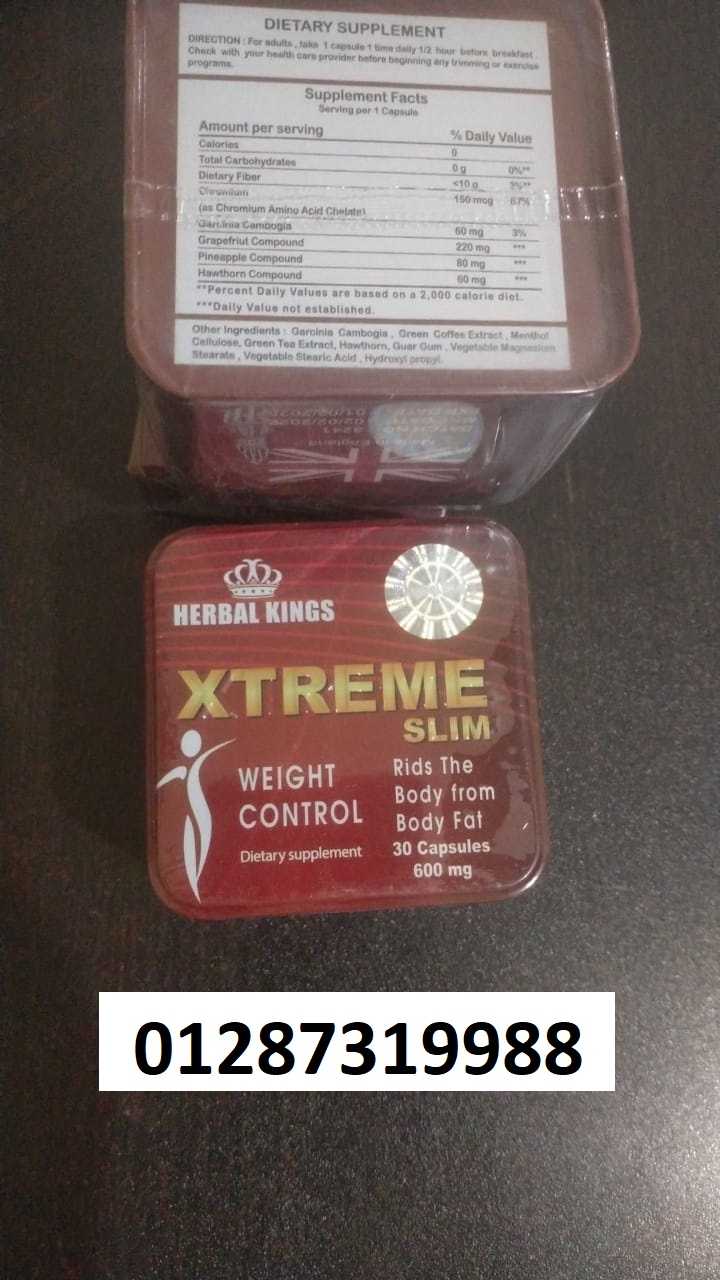 DIETARY SUPPLEMENT
DIRECTION : For adults , take 1 capsule 1 time daily 1/2 hour before breakfast .
Check with your health care provider before beginning any trimming or exercise
programs.
Supplement Facts
Serving per 1 Capsule
Amount per serving % Daily Value
Calories 0
Total Carbohydrates 0 g 0%**
Dietary Fiber <10 g
Chromium 150 mcg 67%
(as Chromium Amino Acid Chelate)
Garcinia Cambogia 60 mg 3%
Grapefriut Compound 220 mg ***
Pineapple Compound 80 mg ***
Hawthorn Compound 60 mg ***
**Percent Daily Values are based on a 2,000 calorie diet.
***Daily Value not established.
Other Ingredients : Garcinia Cambogia , Green Coffee Extract , Menthol
Cellulose, Green Tea Extract, Hawthorn, Guar Gum , Vegetable Magnesium
Stearate , Vegetable Stearic Acid , Hydroxyl propyl.
Made in England
HERBAL KINGS
XTREME
SLIM
WEIGHT
CONTROL
Dietary supplement
Rids The
Body from
Body Fat
30 Capsules
600 mg
01287319988